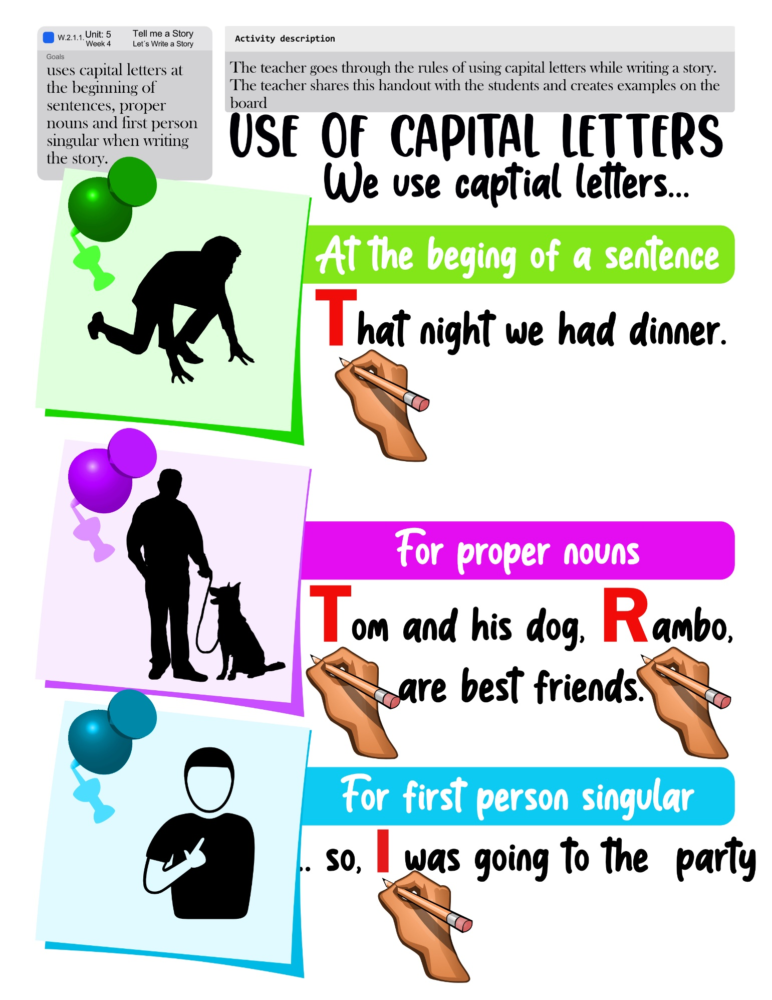 W.2.1.1. Unit: 5 Tell me a Story
Week 4 Let´s Write a Story
Goals
uses capital letters at
the beginning of
sentences, proper
nouns and first person
singular when writing
the story.
Activity description
The teacher goes through the rules of using capital letters while writing a story.
The teacher shares this handout with the students and creates examples on the
board
USE OF CAPITAL LETTERS
We use captial letters...
At the beging of a sentence
That night we had dinner.
For proper nouns
Tom and his dog, Rambo,
are best friends.
For first person singular
.. so, I was going to the party